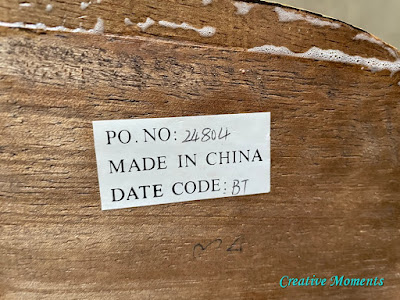 PO. NO: 24804
MADE IN CHINA
DATE CODE: BT
Creative Moments